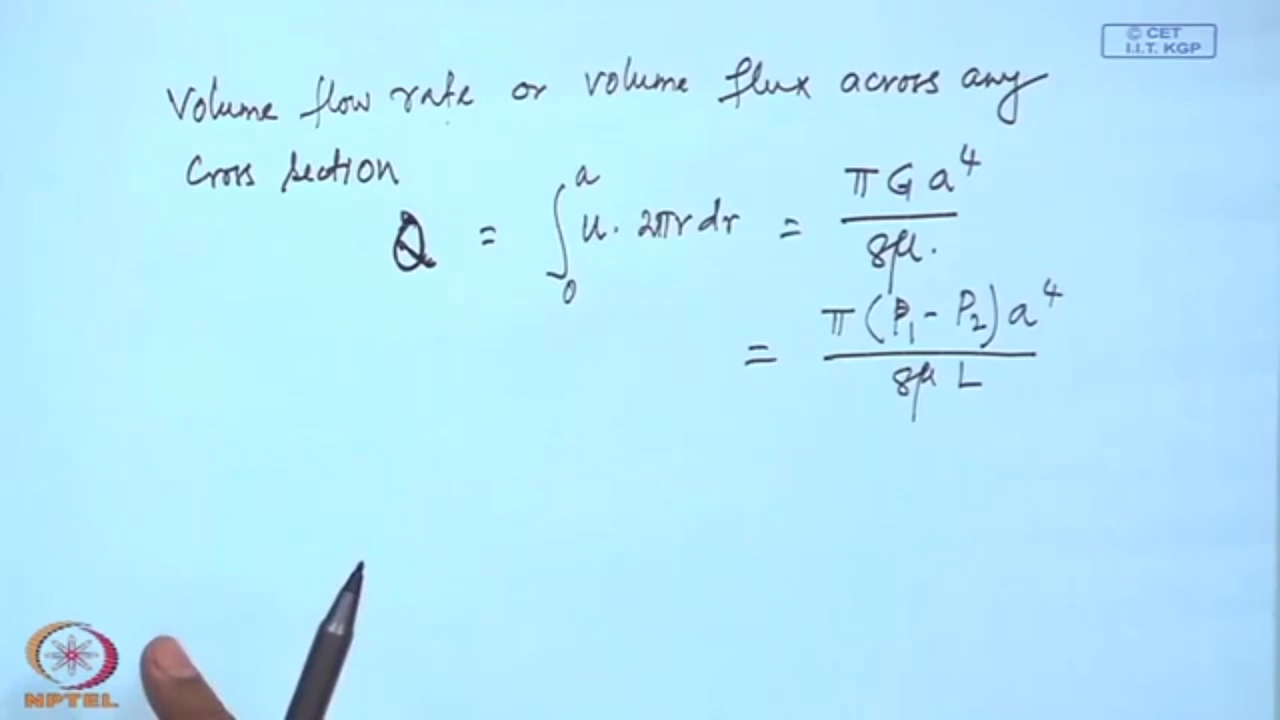 © CET
I.I.T. KGP
Volume flow rate or volume flux across any
Cross section
Q = ∫₀ᵃ u. 2πr dr = πGa⁴/8μ.
= π(P₁ - P₂)a⁴/8μL
NPTEL